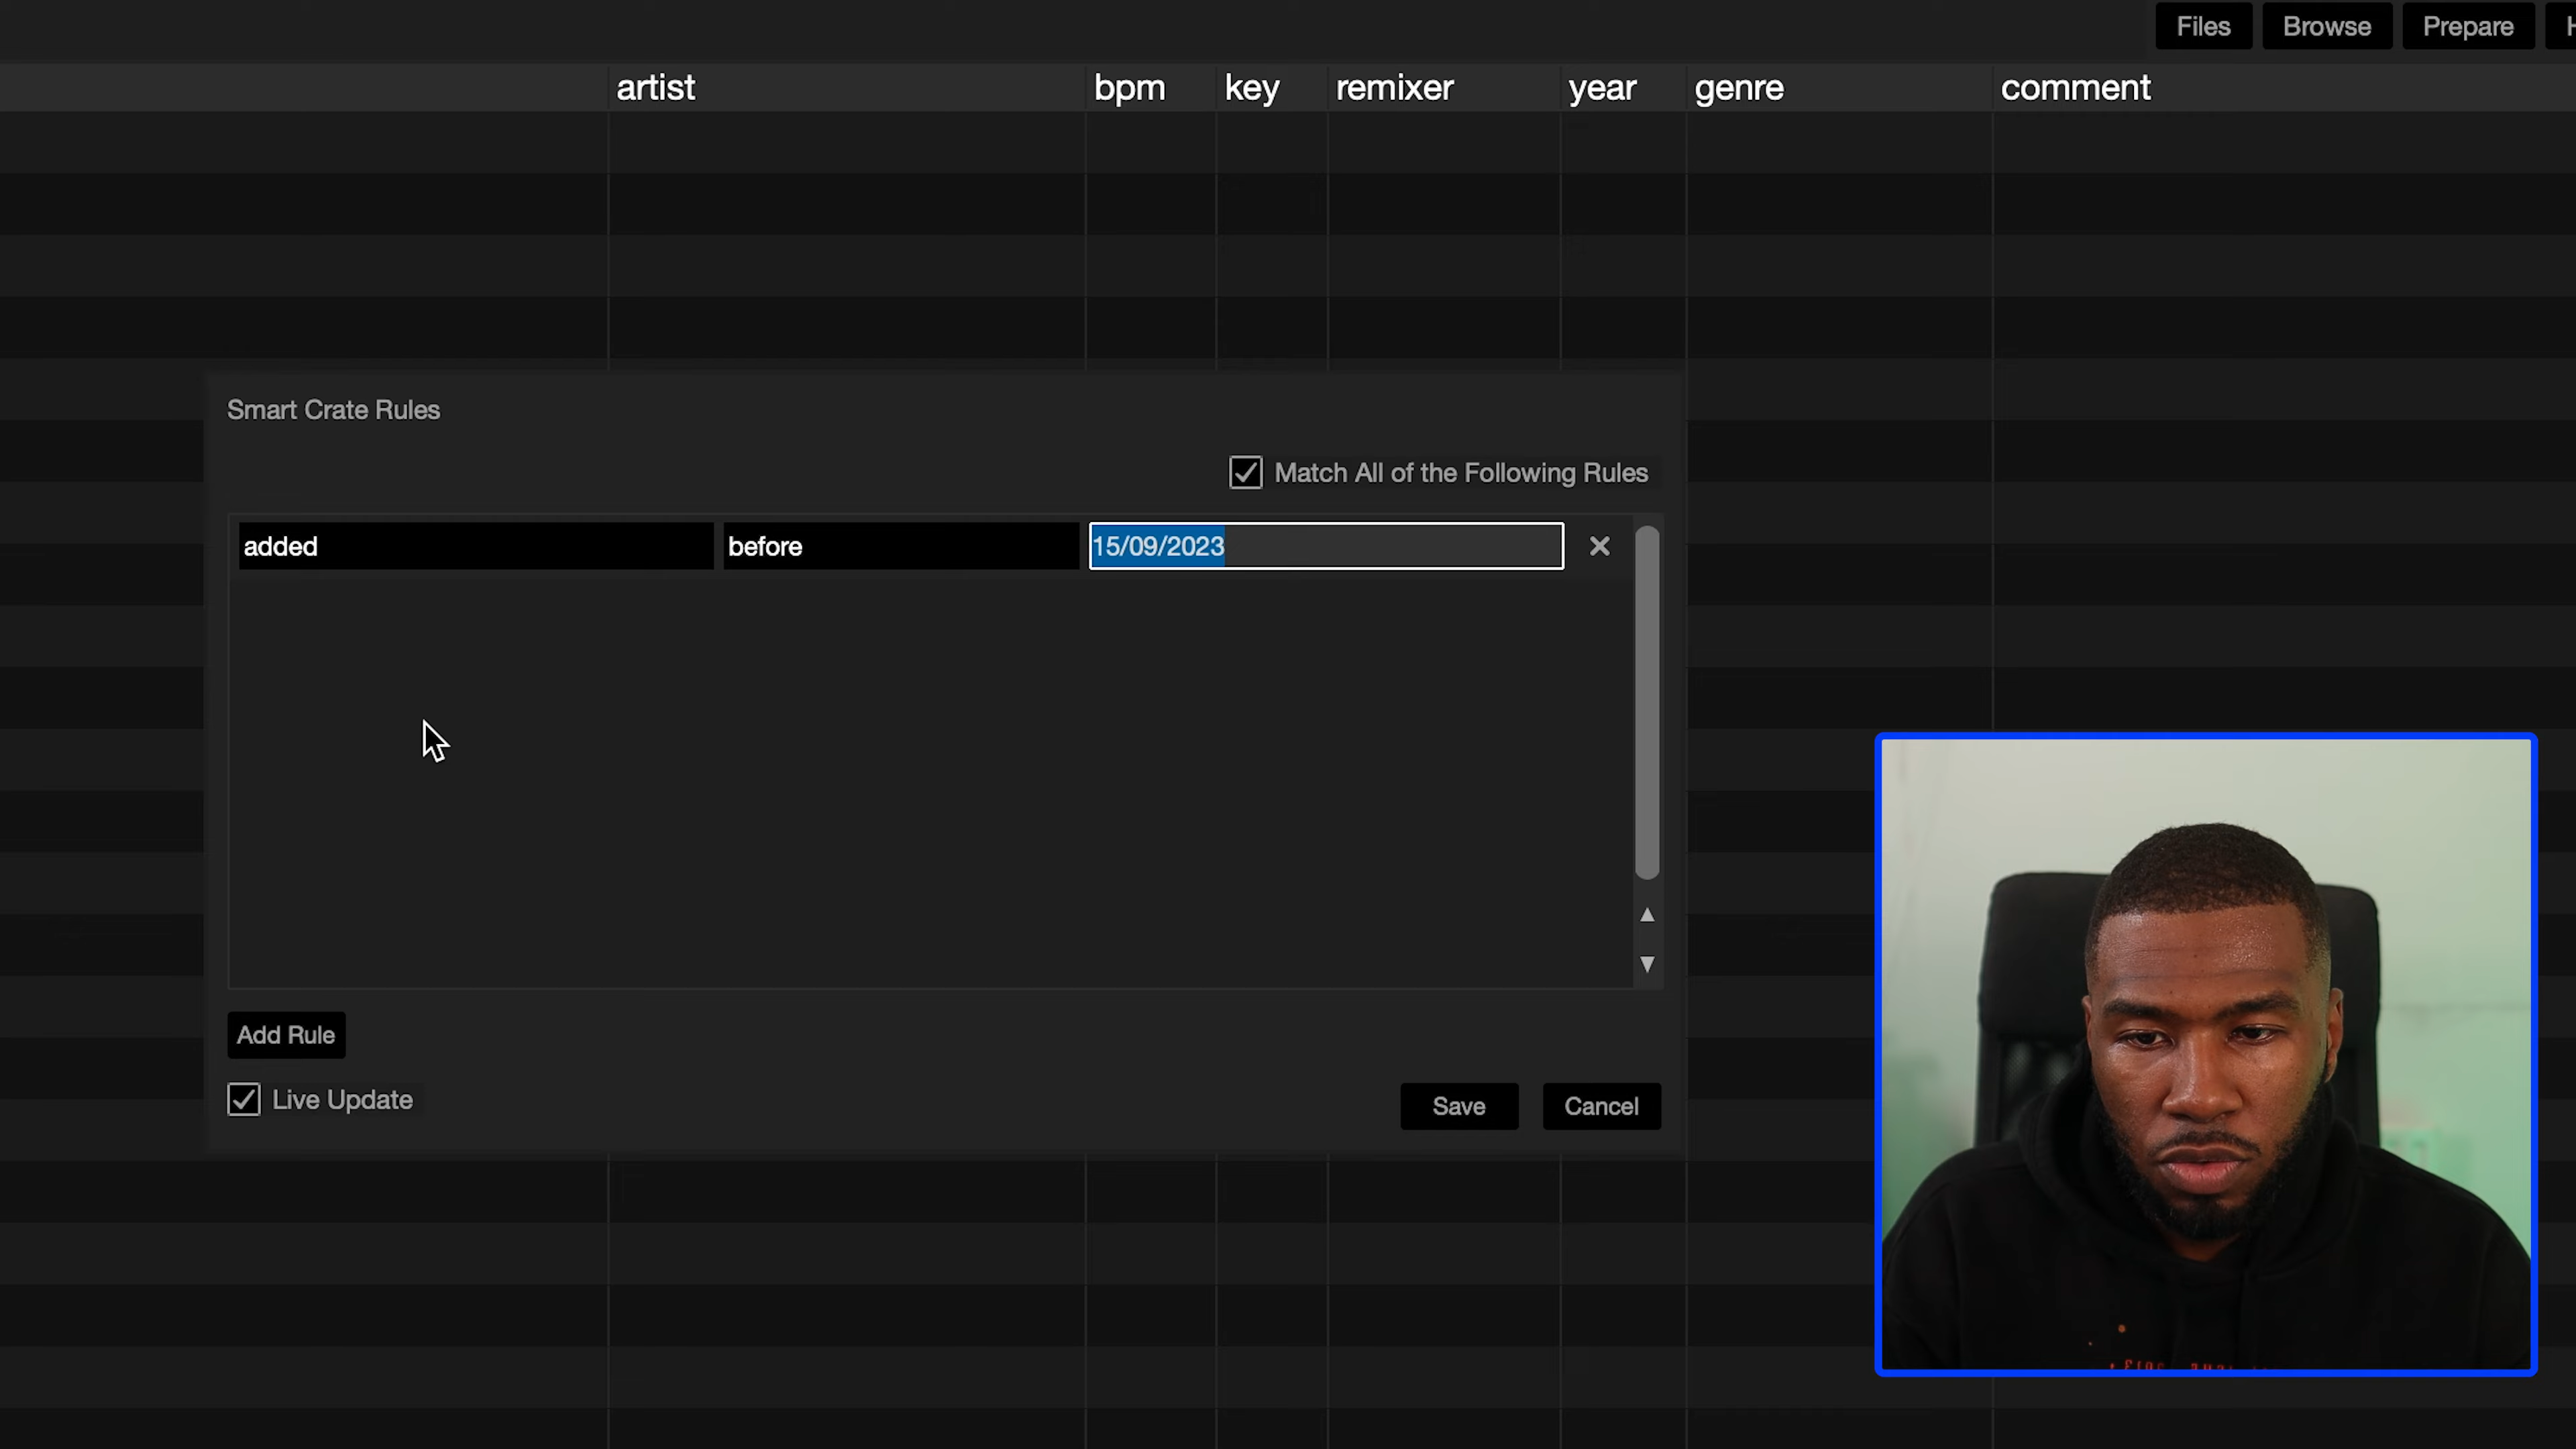 Files Browse Prepare
artist bpm key remixer year genre comment
Smart Crate Rules
Match All of the Following Rules
added before 15/09/2023
Add Rule
Live Update
Save Cancel